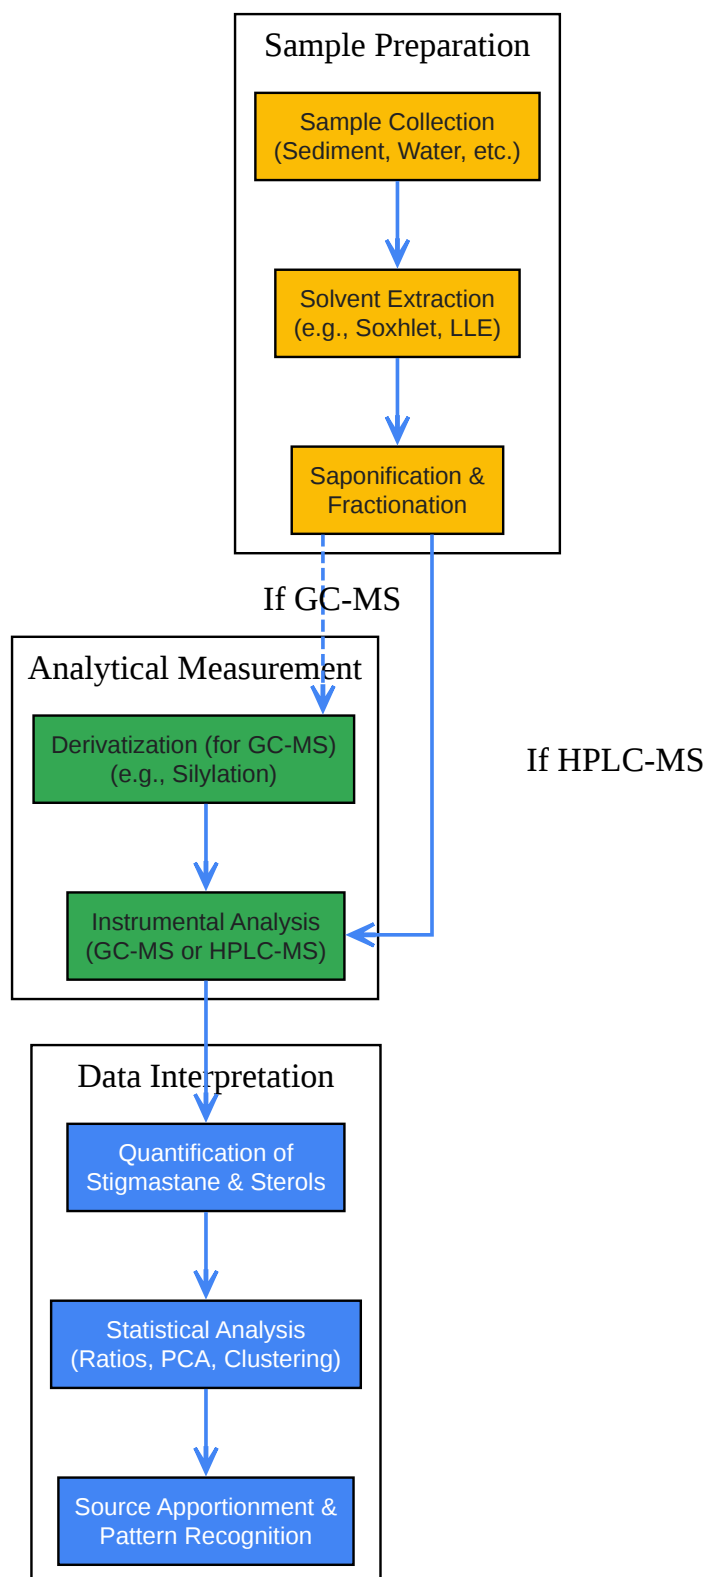 Sample Preparation
Sample Collection
(Sediment, Water, etc.)
Solvent Extraction
(e.g., Soxhlet, LLE)
Saponification &
Fractionation
If GC-MS
Analytical Measurement
Derivatization (for GC-MS)
(e.g., Silylation)
If HPLC-MS
Instrumental Analysis
(GC-MS or HPLC-MS)
Data Interpretation
Quantification of
Stigmastane & Sterols
Statistical Analysis
(Ratios, PCA, Clustering)
Source Apportionment &
Pattern Recognition